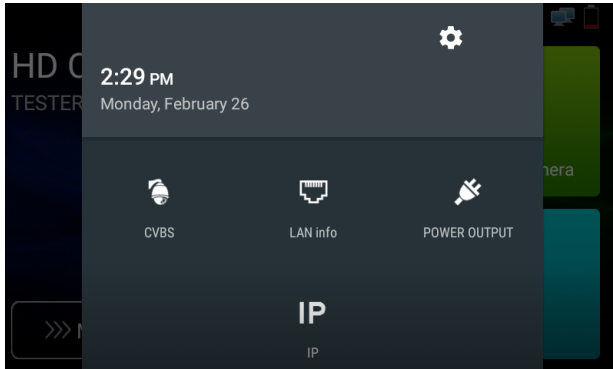 HD C
TESTER
2:29 PM
Monday, February 26
nera
CVBS
LAN info
POWER OUTPUT
IP
IP